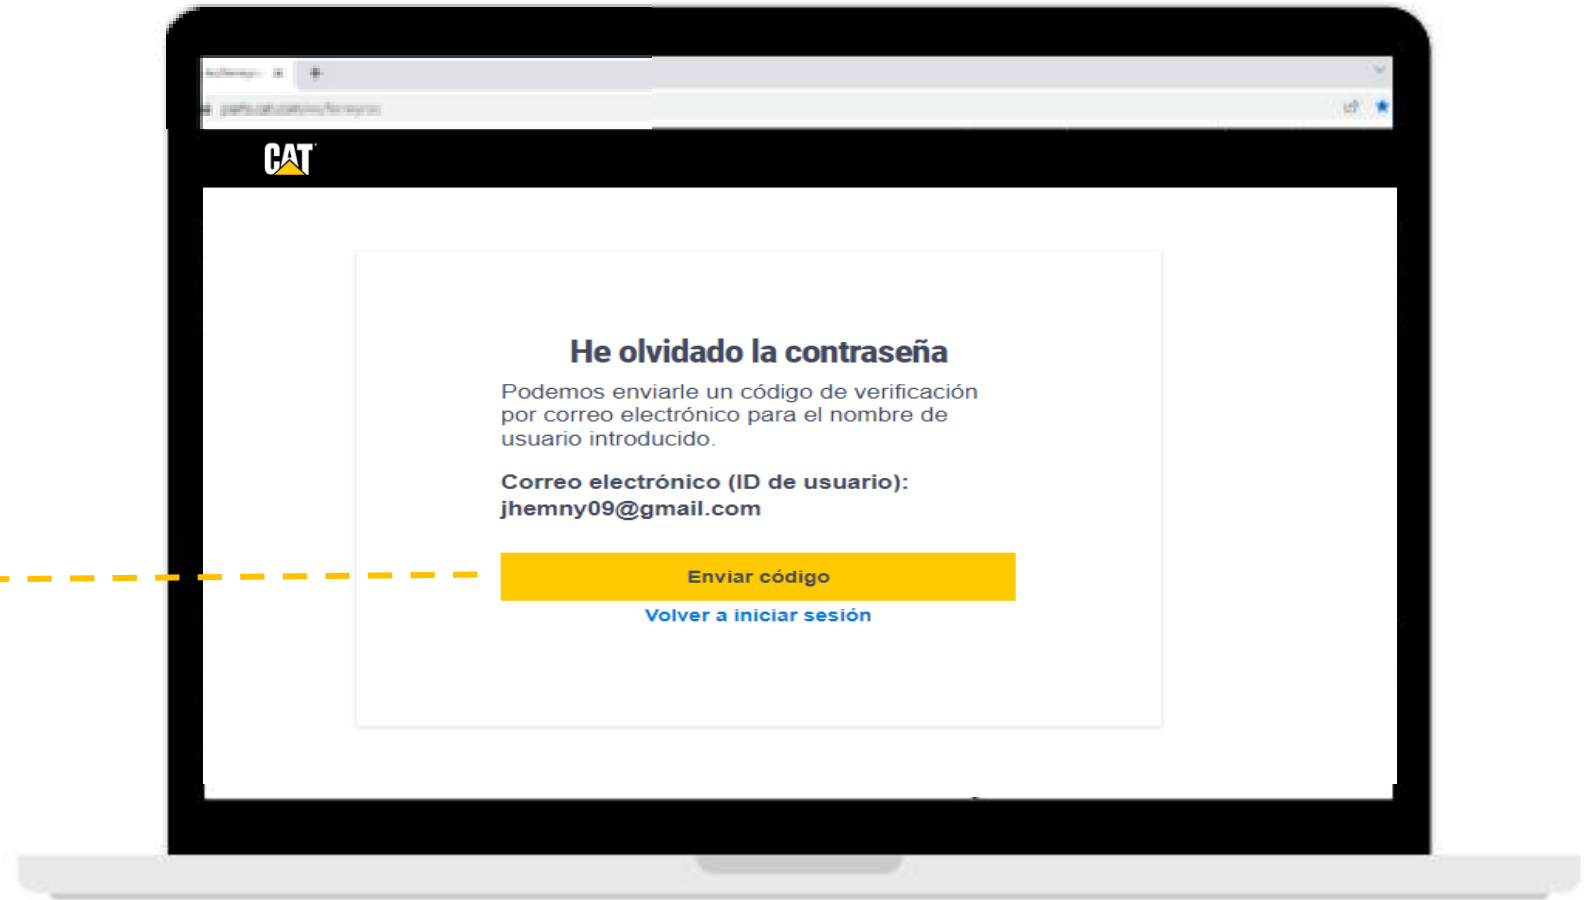 CAT
He olvidado la contraseña
Podemos enviarle un código de verificación
por correo electrónico para el nombre de
usuario introducido.
Correo electrónico (ID de usuario):
jhemny09@gmail.com
Enviar código
Volver a iniciar sesión